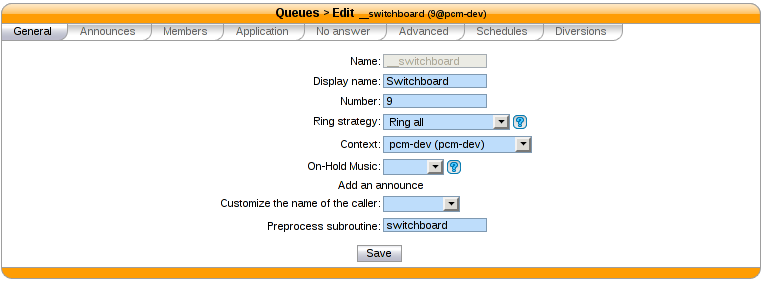 Queues > Edit __switchboard (9@pcm-dev)
General Announces Members Application No answer Advanced Schedules Diversions
Name: __switchboard
Display name: Switchboard
Number: 9
Ring strategy: Ring all ?
Context: pcm-dev (pcm-dev)
On-Hold Music: ?
Add an announce
Customize the name of the caller:
Preprocess subroutine: switchboard
Save